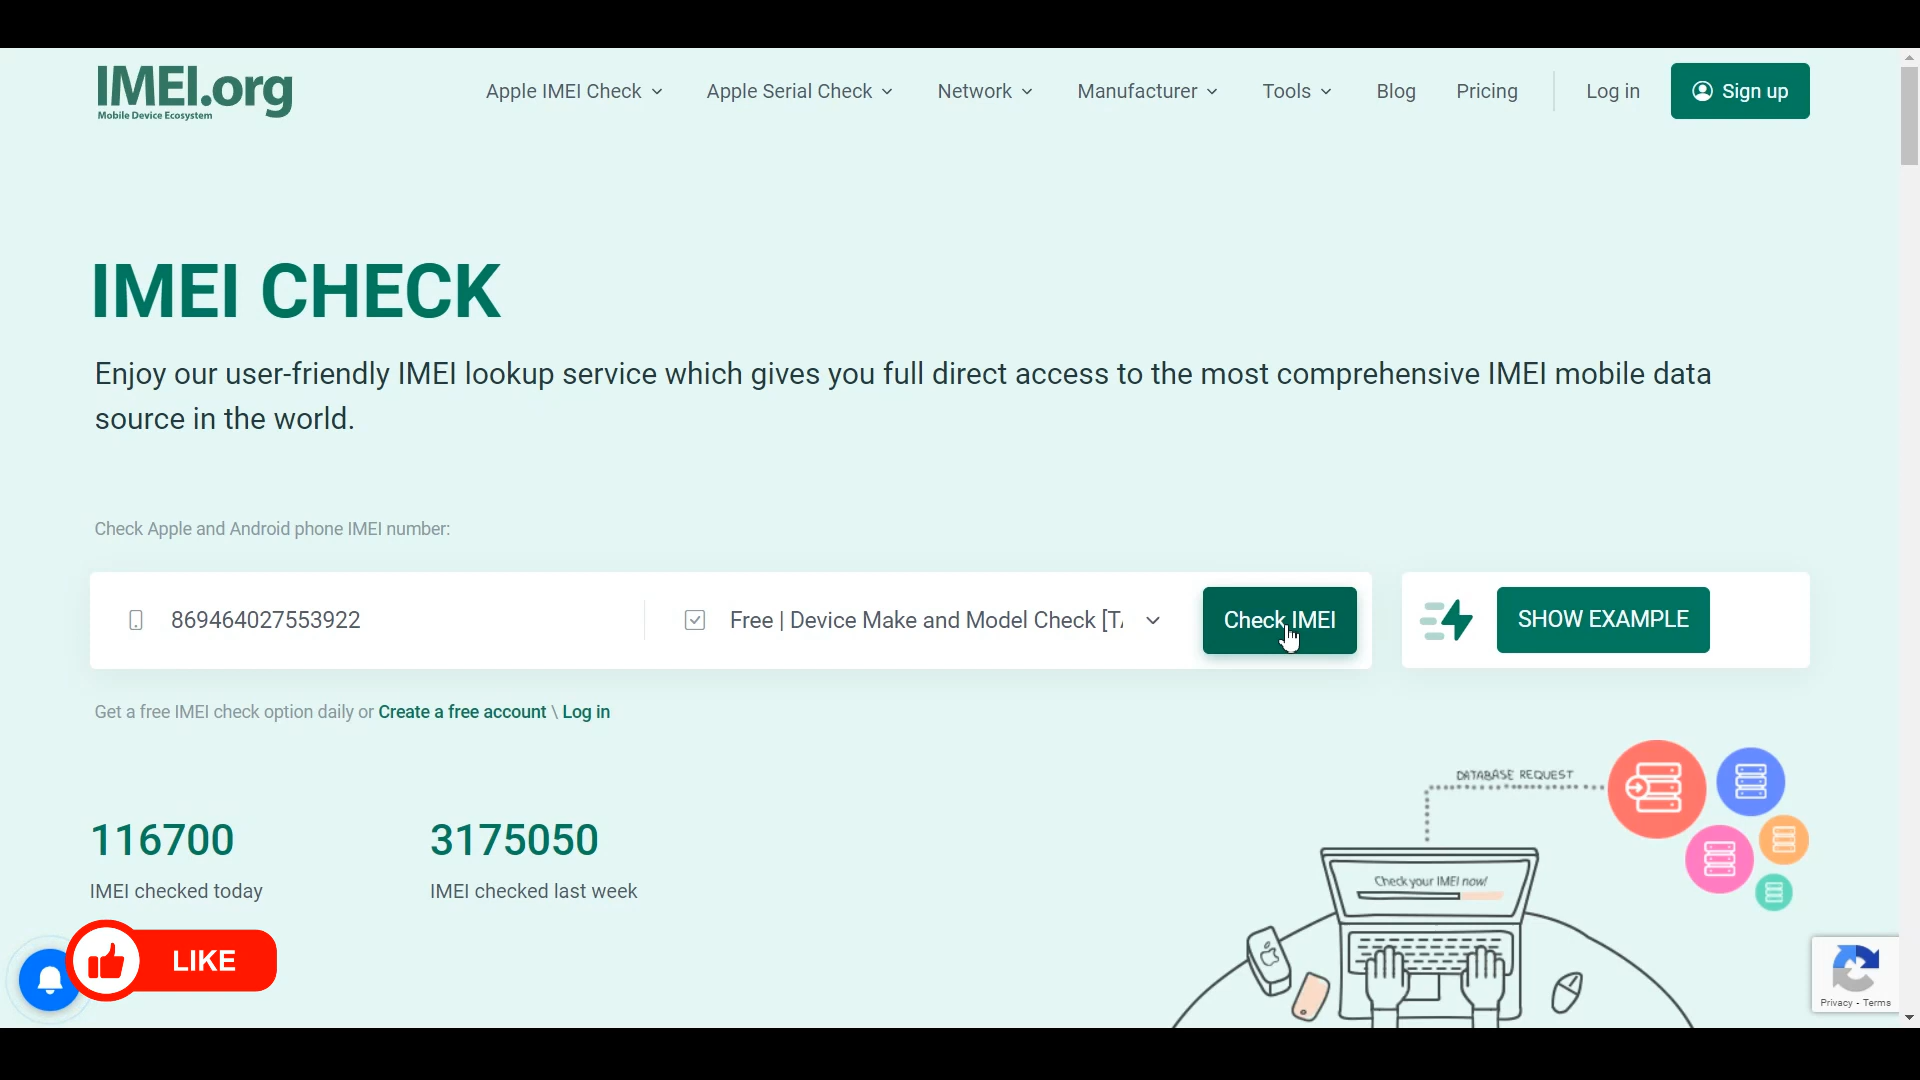 IMEI.org
Mobile Device Ecosystem
Apple IMEI Check
Apple Serial Check
Network
Manufacturer
Tools
Blog
Pricing
Log in
Sign up
IMEI CHECK
Enjoy our user-friendly IMEI lookup service which gives you full direct access to the most comprehensive IMEI mobile data
source in the world.
Check Apple and Android phone IMEI number:
869464027553922
Free | Device Make and Model Check [TA
Check IMEI
SHOW EXAMPLE
Get a free IMEI check option daily or Create a free account \ Log in
116700
3175050
IMEI checked today
IMEI checked last week
DATABASE REQUEST
Check your IMEI now!
LIKE
Privacy - Terms